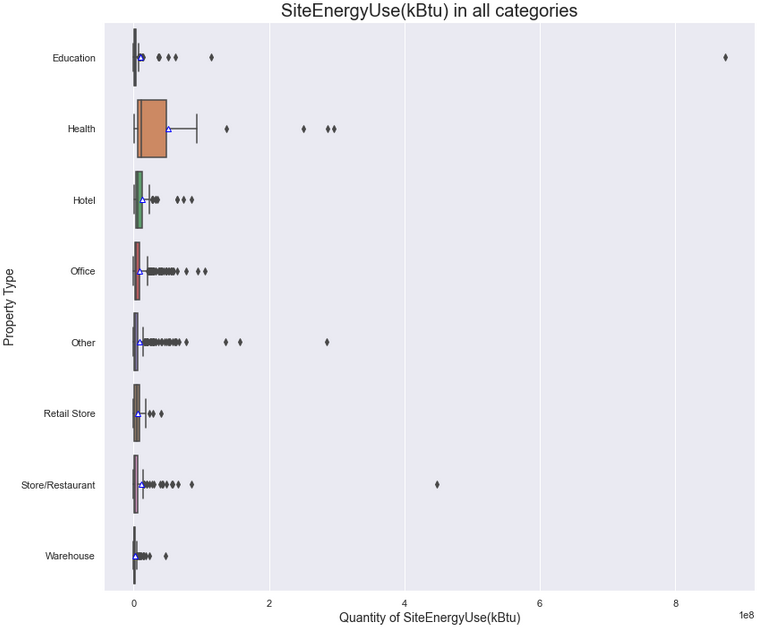 SiteEnergyUse(kBtu) in all categories
Property Type
Education
Health
Hotel
Office
Other
Retail Store
Store/Restaurant
Warehouse
0 2 4 6 8
1e8
Quantity of SiteEnergyUse(kBtu)